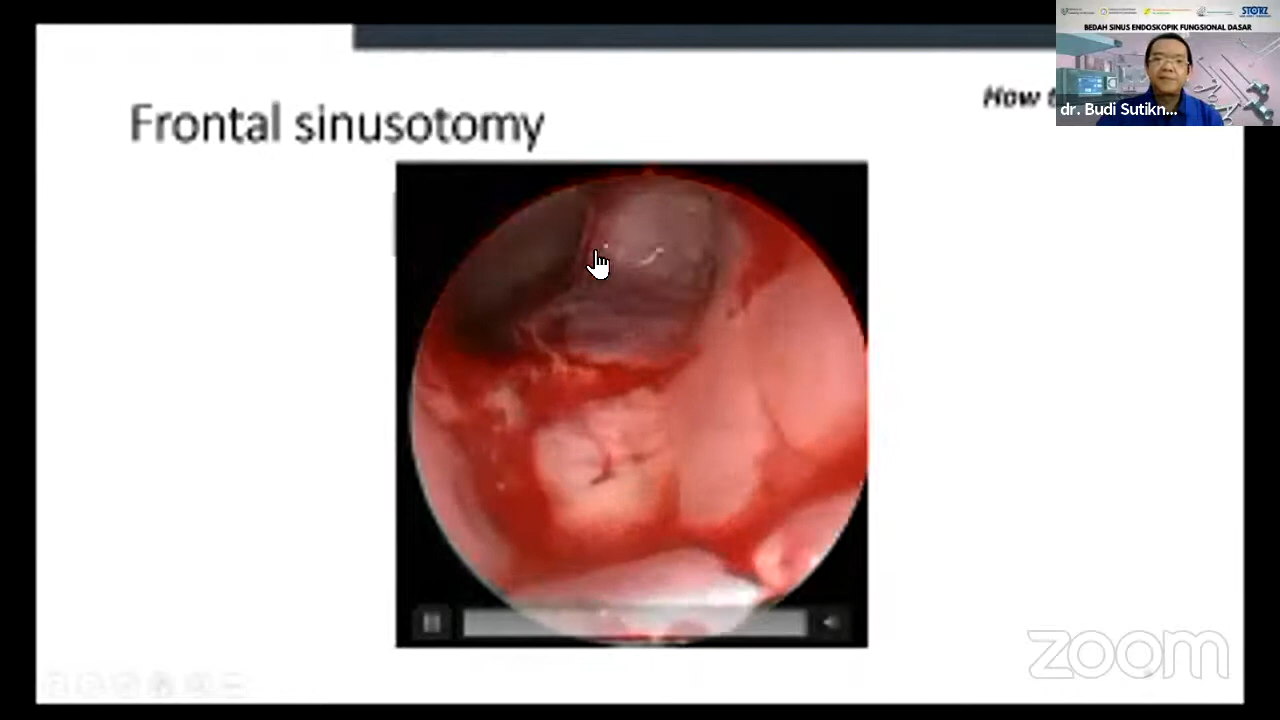 STORZ
BEDAH SINUS ENDOSKOPIK FUNGSIONAL DASAR
How t
dr. Budi Sutikn...
Frontal sinusotomy
zoom